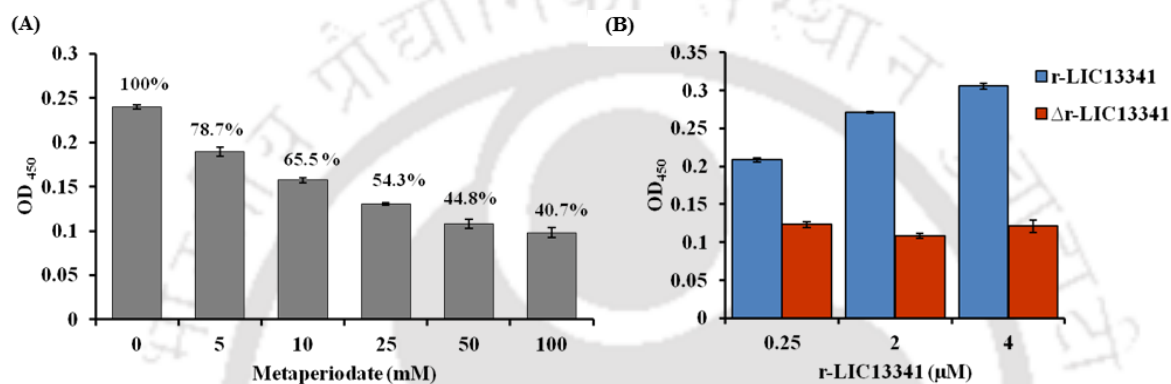 (A)
OD450
0.3
0.25
0.2
0.15
0.1
0.05
0
100%
78.7%
65.5%
54.3%
44.8%
40.7%
0 5 10 25 50 100
Metaperiodate (mM)
(B)
OD450
0.35
0.3
0.25
0.2
0.15
0.1
0.05
0
0.25 2 4
r-LIC13341 (µM)
r-LIC13341
∆r-LIC13341